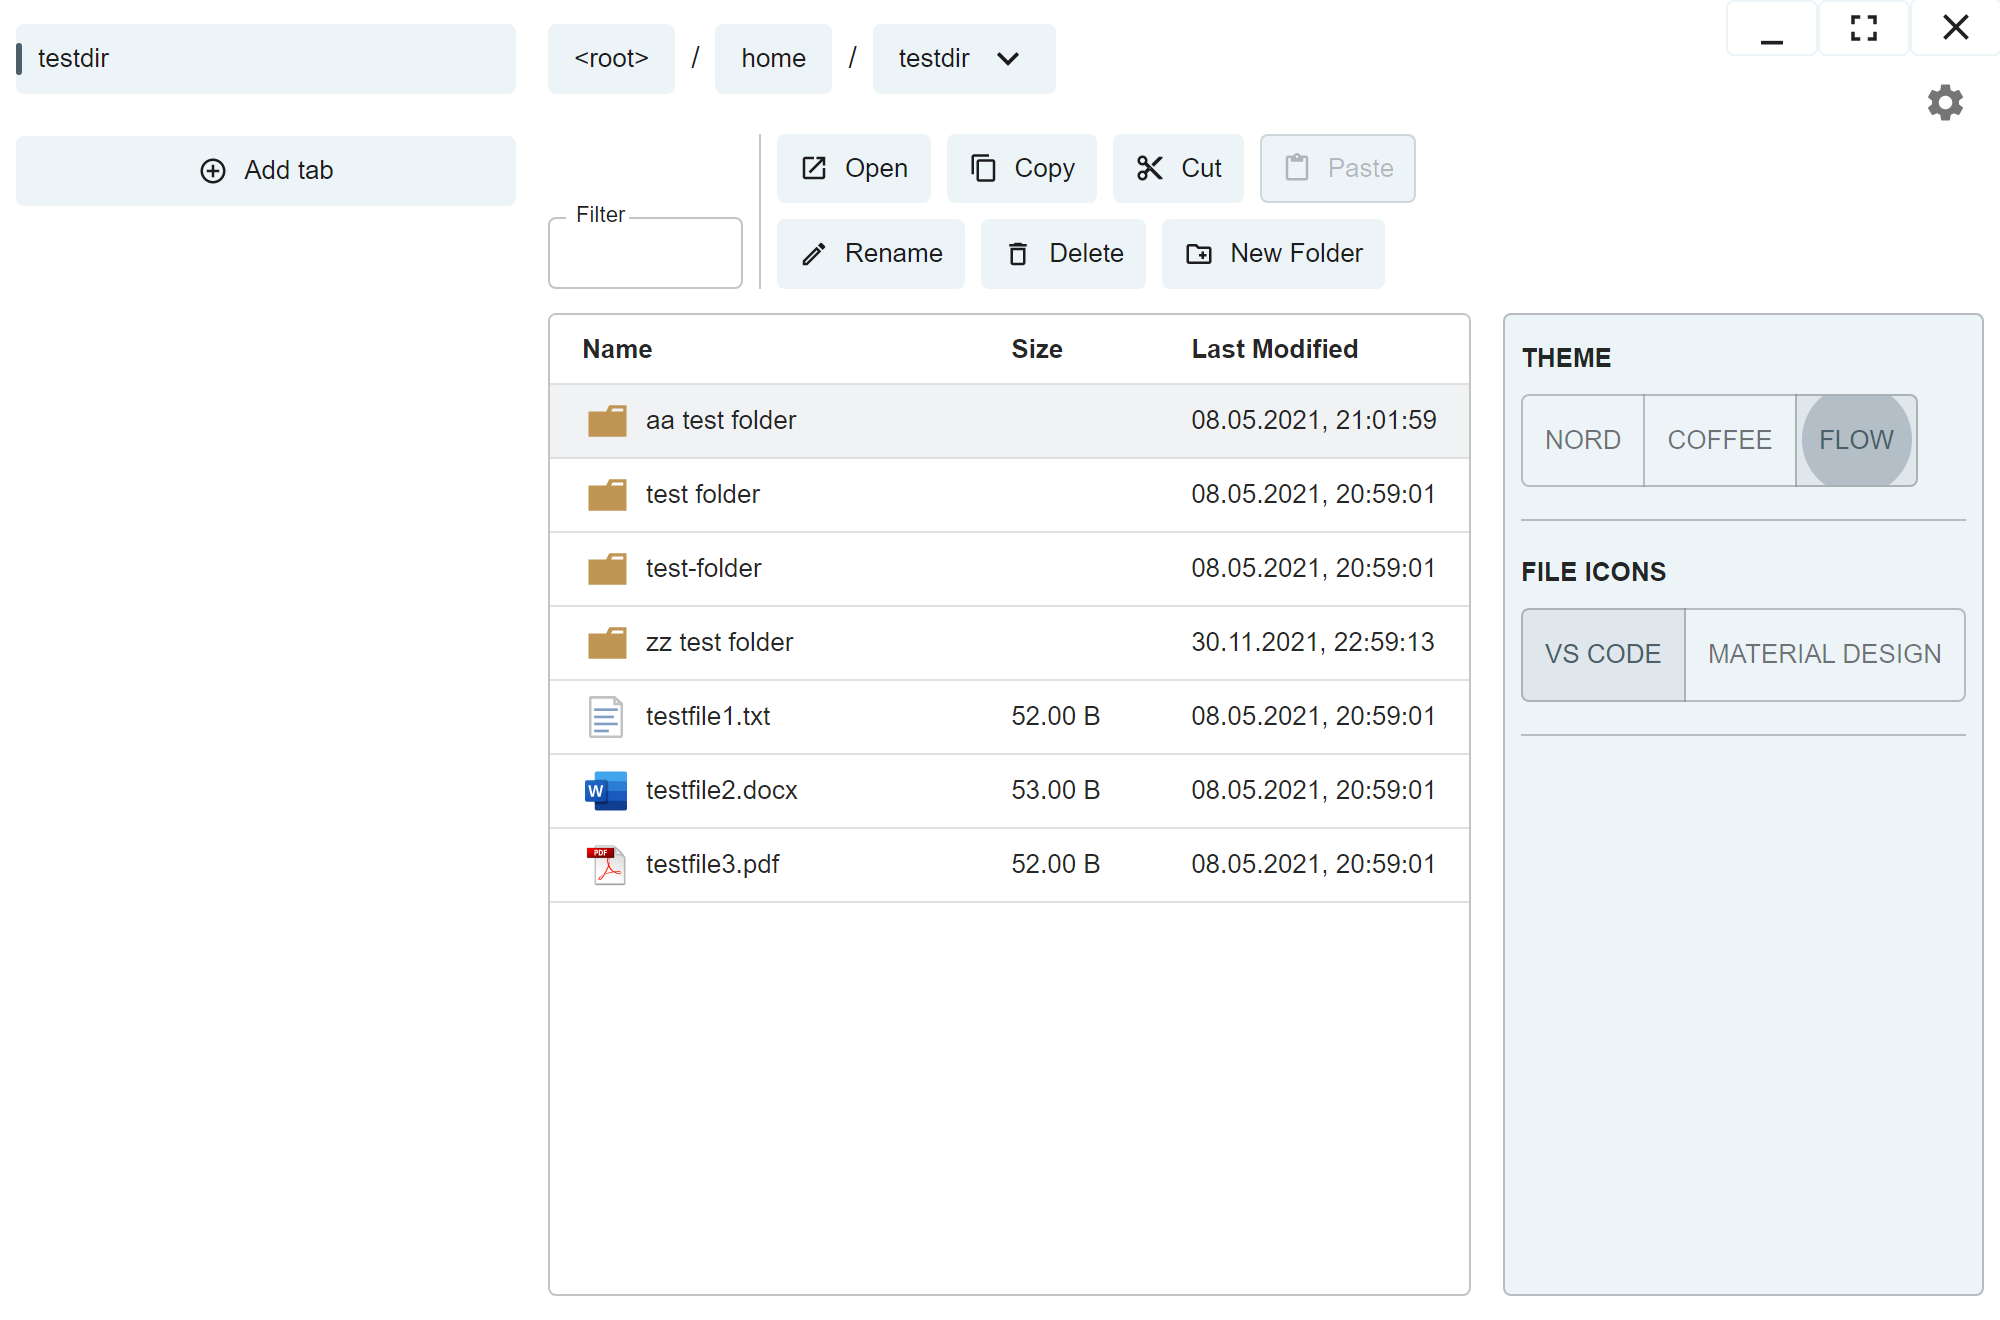 testdir
Add tab
<root> / home / testdir
Open Copy Cut Paste
Filter
Rename Delete New Folder
Name Size Last Modified
aa test folder 08.05.2021, 21:01:59
test folder 08.05.2021, 20:59:01
test-folder 08.05.2021, 20:59:01
zz test folder 30.11.2021, 22:59:13
testfile1.txt 52.00 B 08.05.2021, 20:59:01
W testfile2.docx 53.00 B 08.05.2021, 20:59:01
PDF testfile3.pdf 52.00 B 08.05.2021, 20:59:01
THEME
NORD COFFEE FLOW
FILE ICONS
VS CODE MATERIAL DESIGN